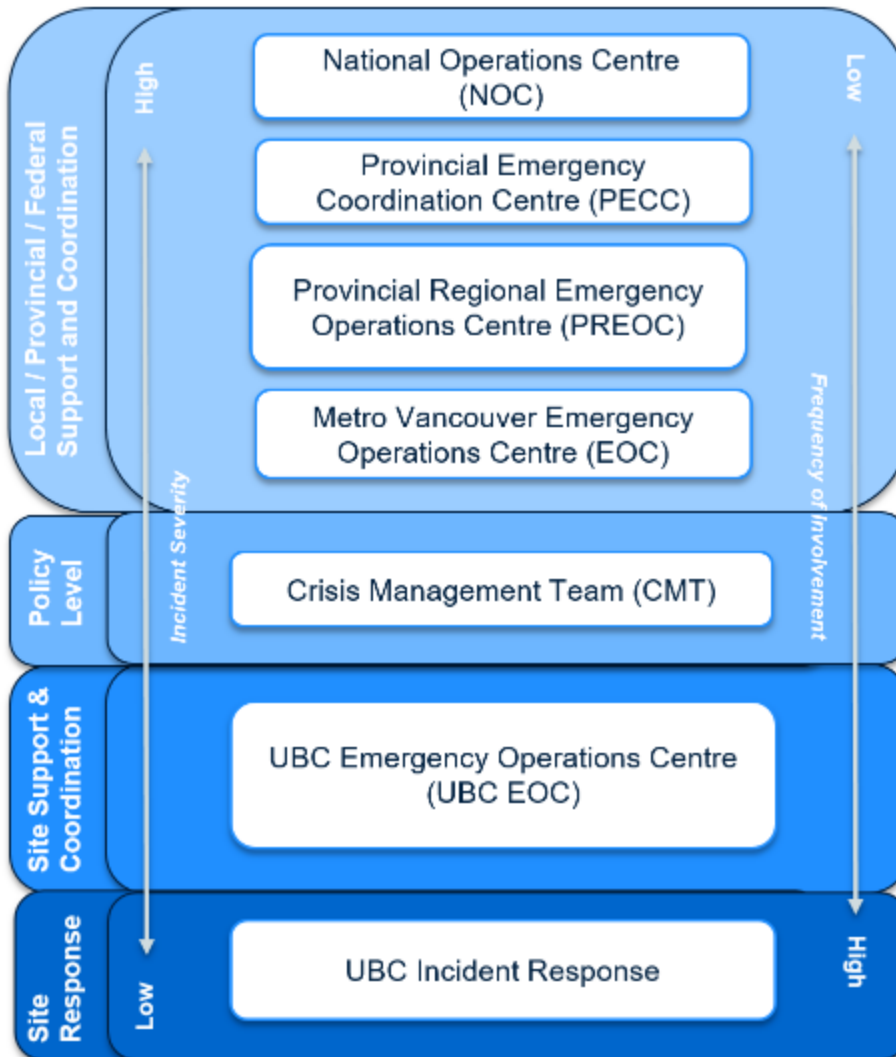 High
Low
National Operations Centre
(NOC)
Provincial Emergency
Coordination Centre (PECC)
Provincial Regional Emergency
Operations Centre (PREOC)
Metro Vancouver Emergency
Operations Centre (EOC)
Local / Provincial / Federal
Support and Coordination
Incident Severity
Frequency of Involvement
Policy
Level
Crisis Management Team (CMT)
Site Support &
Coordination
UBC Emergency Operations Centre
(UBC EOC)
Site
Response
Low
UBC Incident Response
High